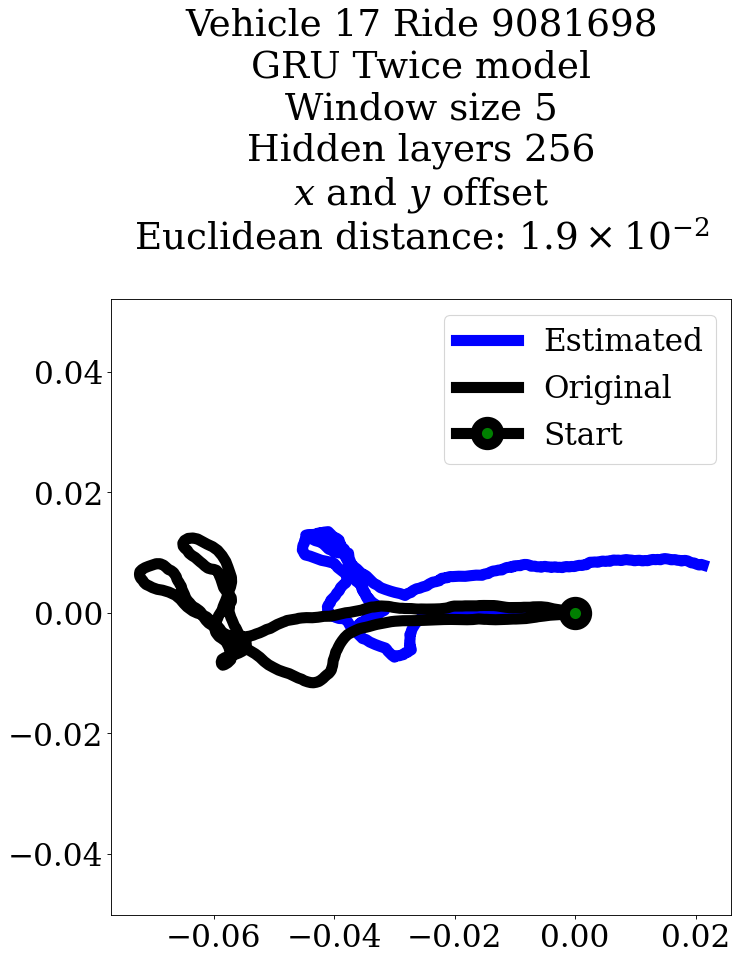 Vehicle 17 Ride 9081698
GRU Twice model
Window size 5
Hidden layers 256
x and y offset
Euclidean distance: 1.9 × 10⁻²
Estimated
Original
Start
0.04
0.02
0.00
−0.02
−0.04
−0.06 −0.04 −0.02 0.00 0.02